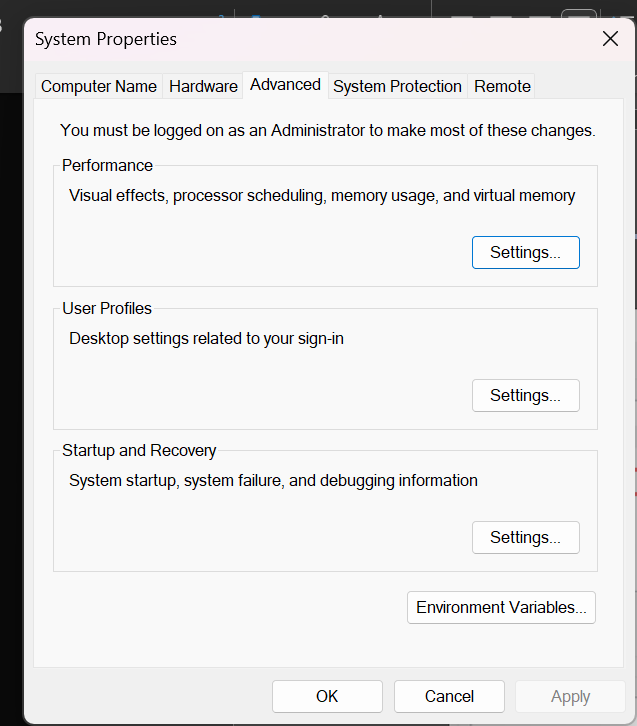 System Properties
Computer Name
Hardware
Advanced
System Protection
Remote
You must be logged on as an Administrator to make most of these changes.
Performance
Visual effects, processor scheduling, memory usage, and virtual memory
Settings...
User Profiles
Desktop settings related to your sign-in
Settings...
Startup and Recovery
System startup, system failure, and debugging information
Settings...
Environment Variables...
OK
Cancel
Apply